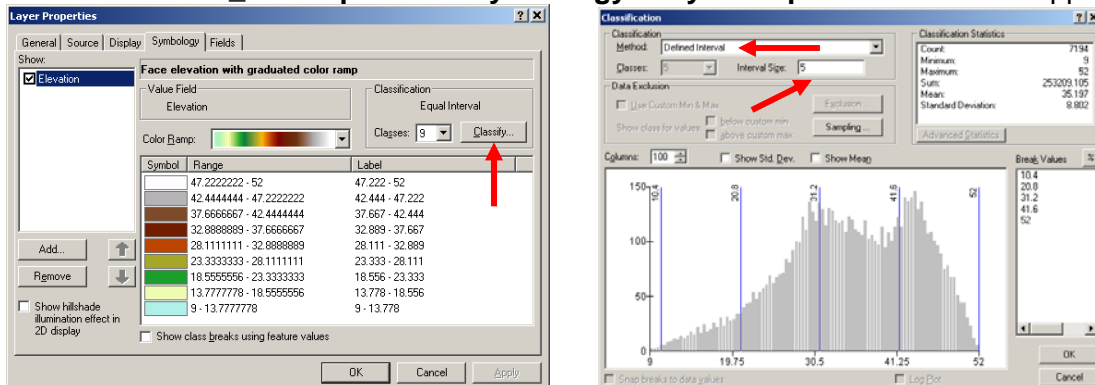 Layer Properties
General Source Display Symbology Fields
Show:
Elevation
Face elevation with graduated color ramp
Value Field
Elevation
Classification
Equal Interval
Color Ramp:
Classes: 9 Classify...
Symbol Range Label
47.2222222 - 52 47.222 - 52
42.4444444 - 47.2222222 42.444 - 47.222
37.6666667 - 42.4444444 37.667 - 42.444
32.8888889 - 37.6666667 32.889 - 37.667
28.1111111 - 32.8888889 28.111 - 32.889
23.3333333 - 28.1111111 23.333 - 28.111
18.5555556 - 23.3333333 18.556 - 23.333
13.7777778 - 18.5555556 13.778 - 18.556
9 - 13.7777778 9 - 13.778
Add...
Remove
Show hillshade
illumination effect in
2D display
Show class breaks using feature values
OK Cancel Apply
Classification
Classification
Method: Defined Interval
Classes: 5 Interval Size: 5
Data Exclusion
Use Custom Min & Max Exclusion ...
Show class for values below custom min
above custom max
Sampling ...
Classification Statistics
Count: 7194
Minimum: 9
Maximum: 52
Sum: 253209.105
Mean: 35.197
Standard Deviation: 8.802
Advanced Statistics
Columns: 100 Show Std. Dev. Show Mean
Break Values %
10.4
20.8
31.2
41.6
52
10.4 20.8 31.2 41.6 52
150
100
50
0
9 19.75 30.5 41.25 52
OK
Snap breaks to data values Log Plot Cancel